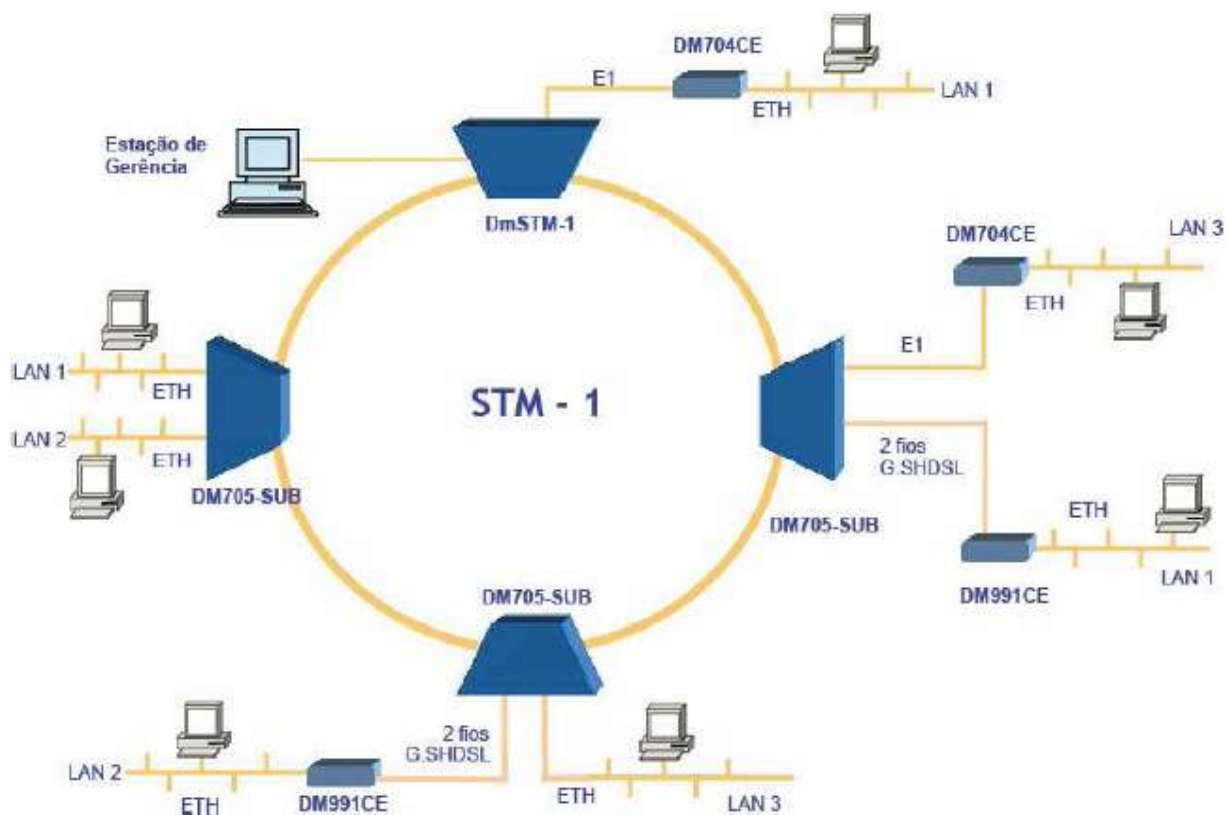 DM704CE
E1
ETH
LAN 1
Estação de
Gerência
DmSTM-1
DM704CE
LAN 3
ETH
E1
LAN 1
ETH
LAN 2
ETH
DM705-SUB
STM - 1
2 fios
G.SHDSL
DM705-SUB
ETH
LAN 1
DM991CE
DM705-SUB
2 fios
G.SHDSL
LAN 2
ETH
DM991CE
ETH
LAN 3